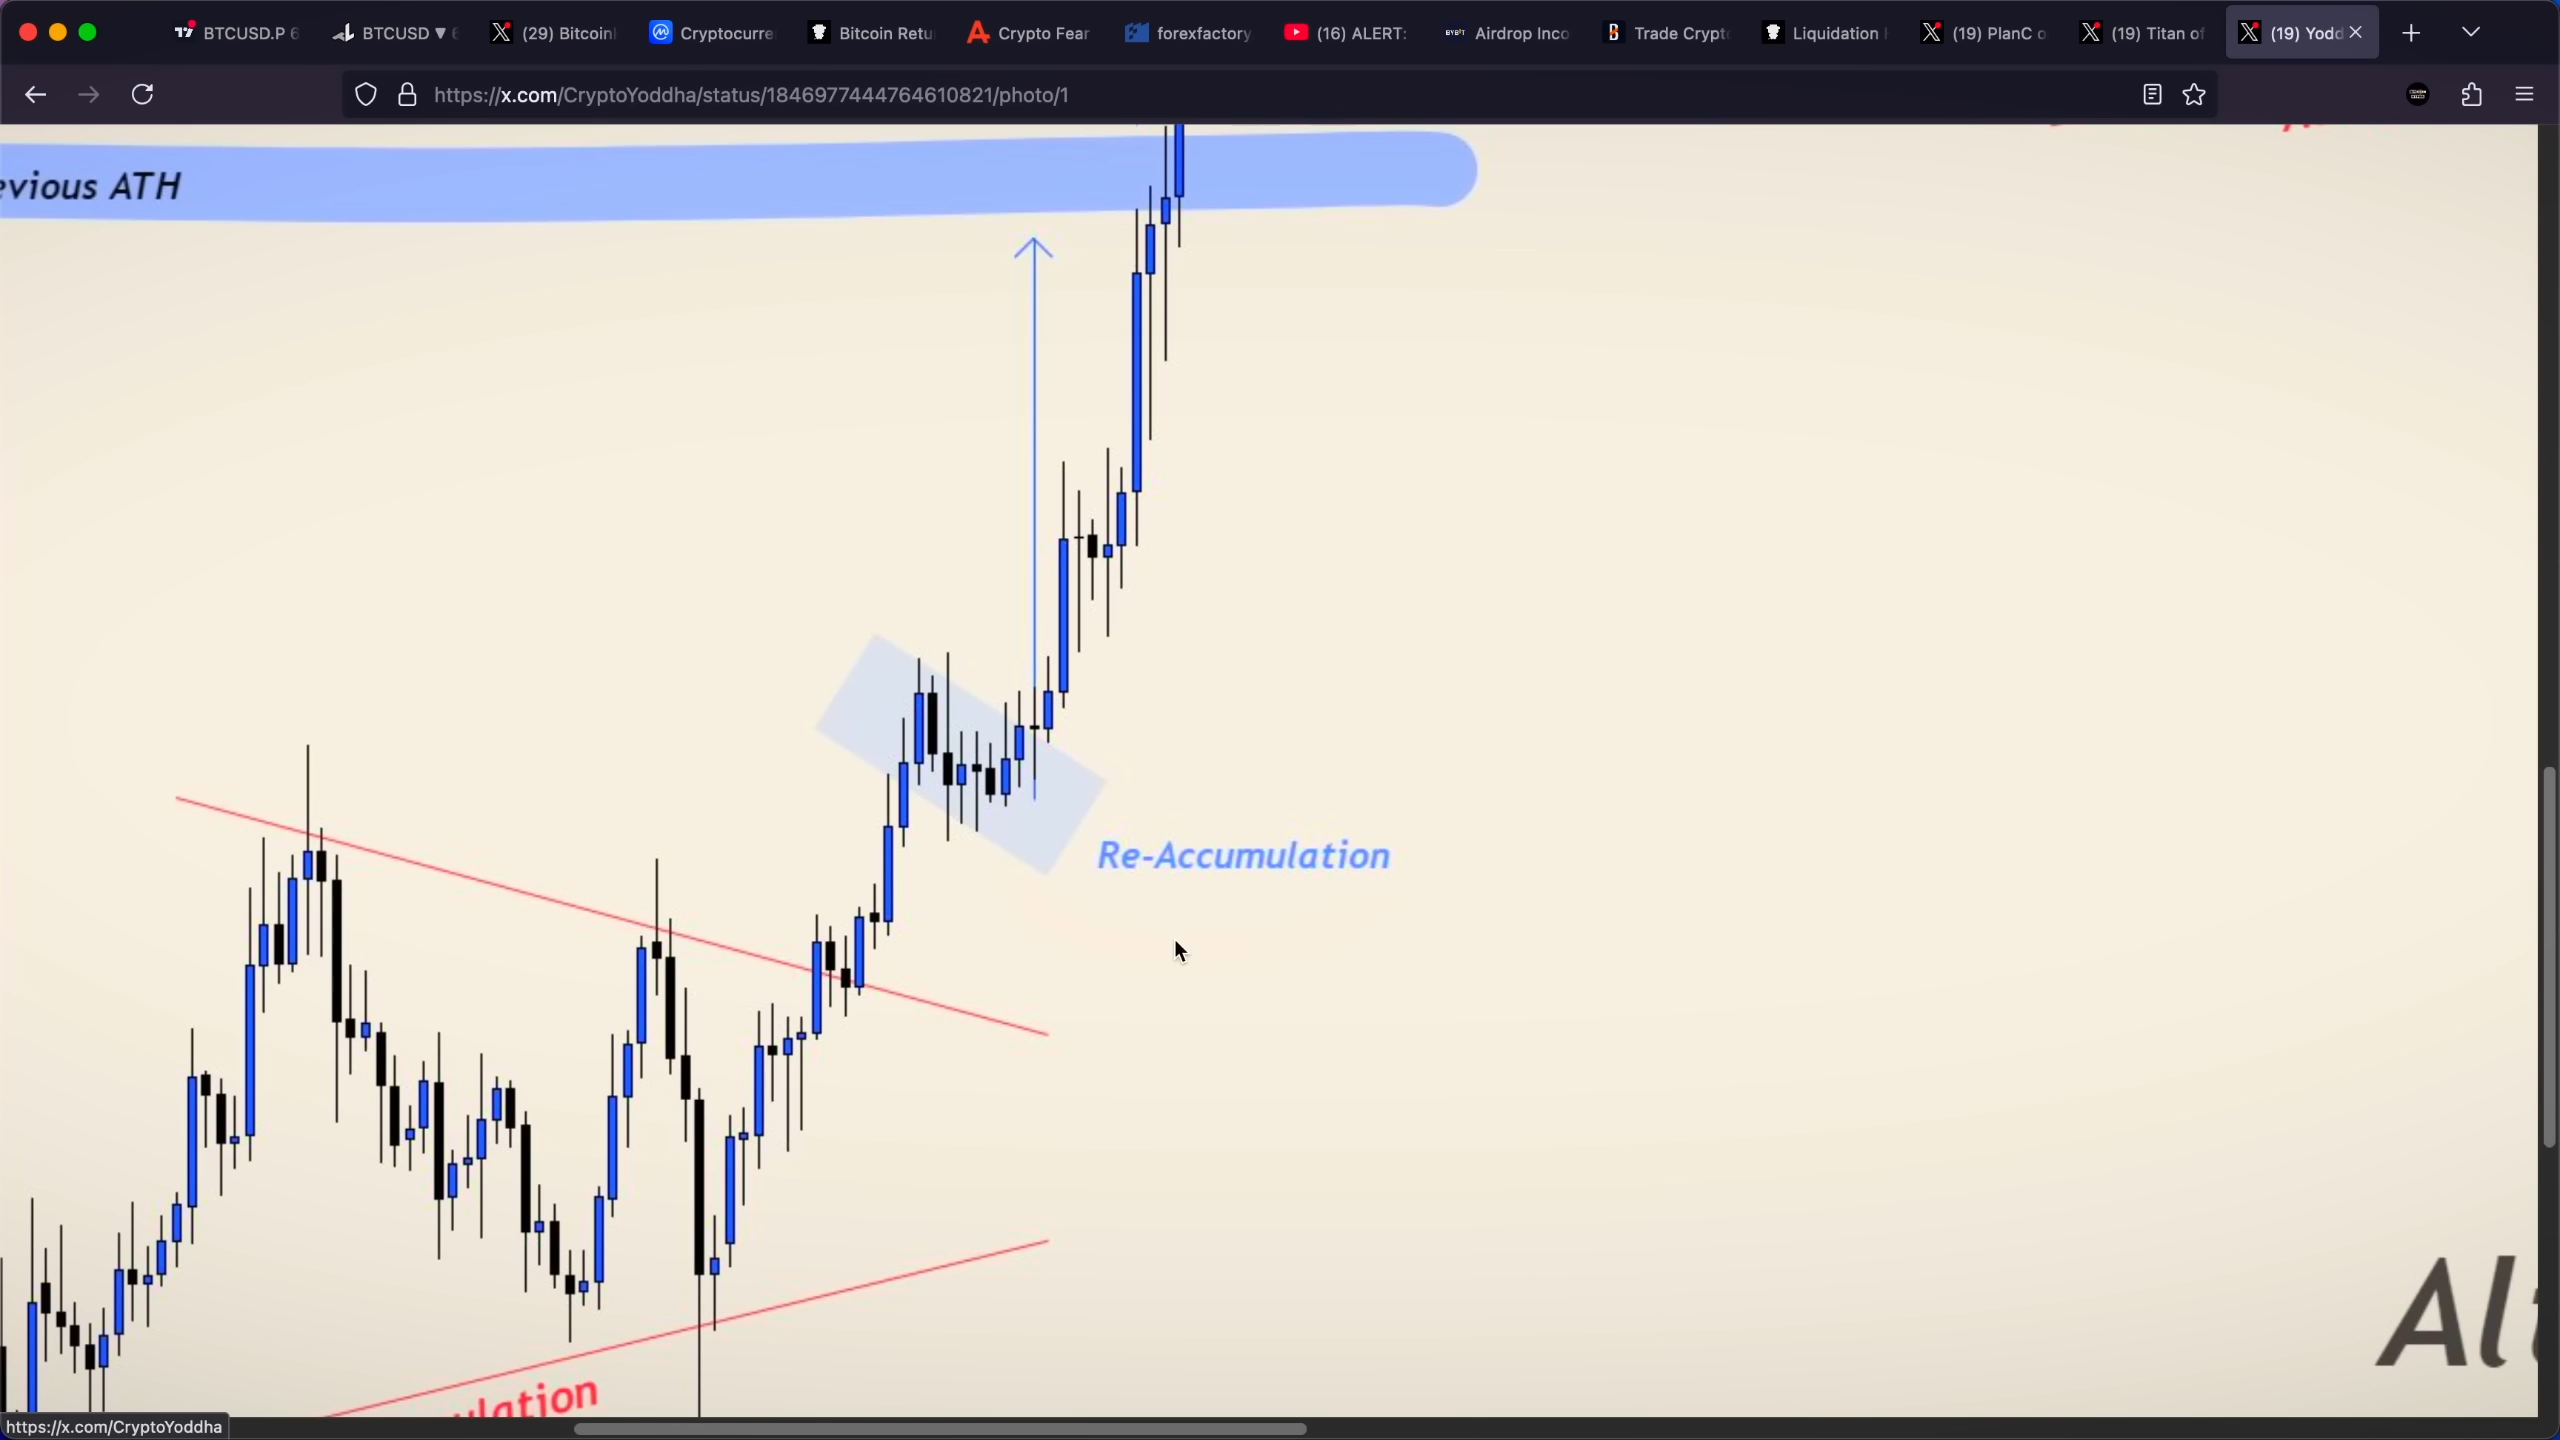 BTCUSD.P 6
BTCUSD ▼ 6
(29) Bitcoin
Cryptocurre
Bitcoin Retu
Crypto Fear
forexfactory
(16) ALERT:
Airdrop Inco
Trade Crypt
Liquidation
(19) PlanC o
(19) Titan of
(19) Yodd
https://x.com/CryptoYoddha/status/1846977444764610821/photo/1
evious ATH
Re-Accumulation
Al
ulation
https://x.com/CryptoYoddha